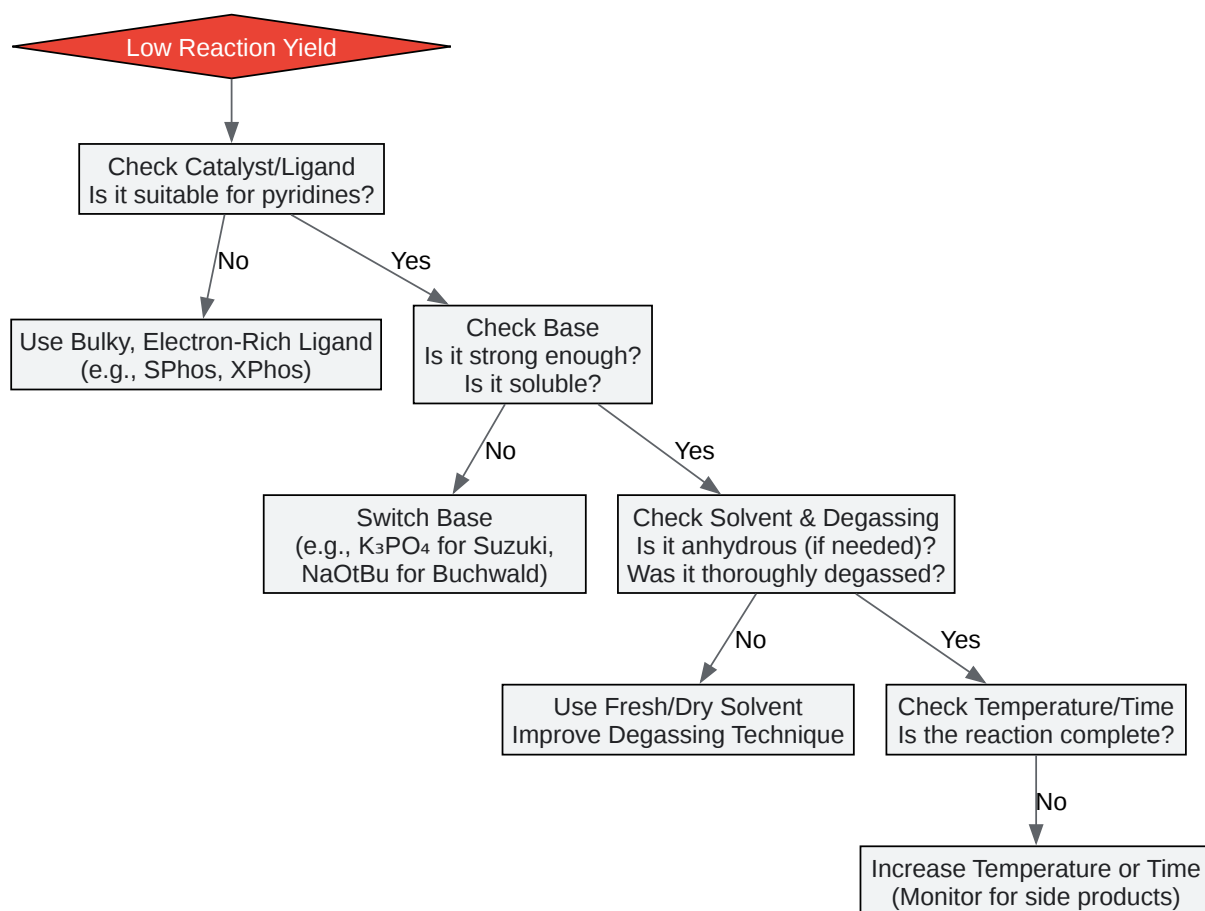 Low Reaction Yield
Check Catalyst/Ligand
Is it suitable for pyridines?
No
Yes
Use Bulky, Electron-Rich Ligand
(e.g., SPhos, XPhos)
Check Base
Is it strong enough?
Is it soluble?
No
Yes
Switch Base
(e.g., K₃PO₄ for Suzuki,
NaOtBu for Buchwald)
Check Solvent & Degassing
Is it anhydrous (if needed)?
Was it thoroughly degassed?
No
Yes
Use Fresh/Dry Solvent
Improve Degassing Technique
Check Temperature/Time
Is the reaction complete?
No
Increase Temperature or Time
(Monitor for side products)